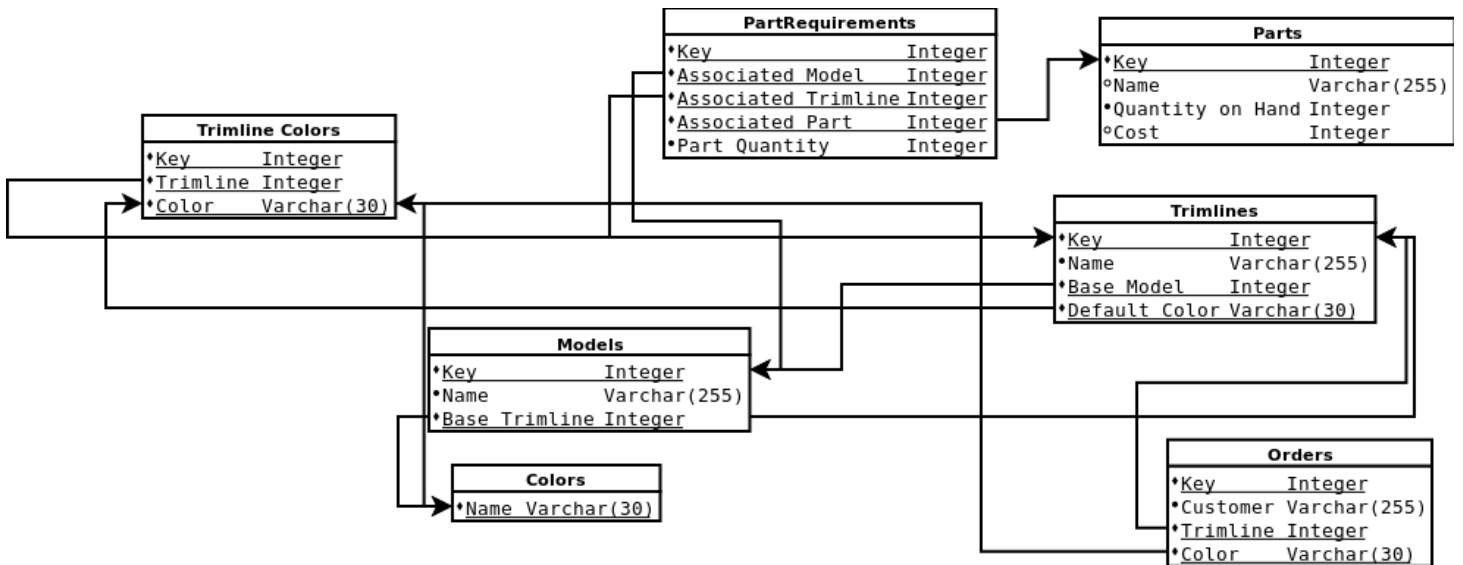 PartRequirements
Key Integer
Associated Model Integer
Associated Trimline Integer
Associated Part Integer
Part Quantity Integer
Parts
Key Integer
Name Varchar(255)
Quantity on Hand Integer
Cost Integer
Trimline Colors
Key Integer
Trimline Integer
Color Varchar(30)
Trimlines
Key Integer
Name Varchar(255)
Base Model Integer
Default Color Varchar(30)
Models
Key Integer
Name Varchar(255)
Base Trimline Integer
Colors
Name Varchar(30)
Orders
Key Integer
Customer Varchar(255)
Trimline Integer
Color Varchar(30)